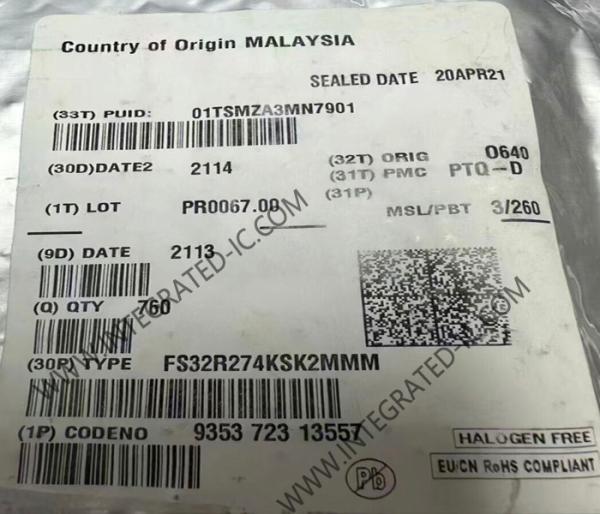 Country of Origin MALAYSIA
SEALED DATE 20APR21
(33T) PUID: 01TSMZA3MN7901
(30D)DATE2 2114
(32T) ORIG 0640
(31T) PMC PTQ-D
(31P)
(1T) LOT PR0067.00
MSL/PBT 3/260
(9D) DATE 2113
(Q) QTY 760
(30P) TYPE FS32R274KSK2MMM
(1P) CODENO 9353 723 13557
HALOGEN FREE
EU/CN RoHS COMPLIANT
Pb
WWW.INTEGRATED-IC.COM
WWW.INTEGRATED-IC.COM